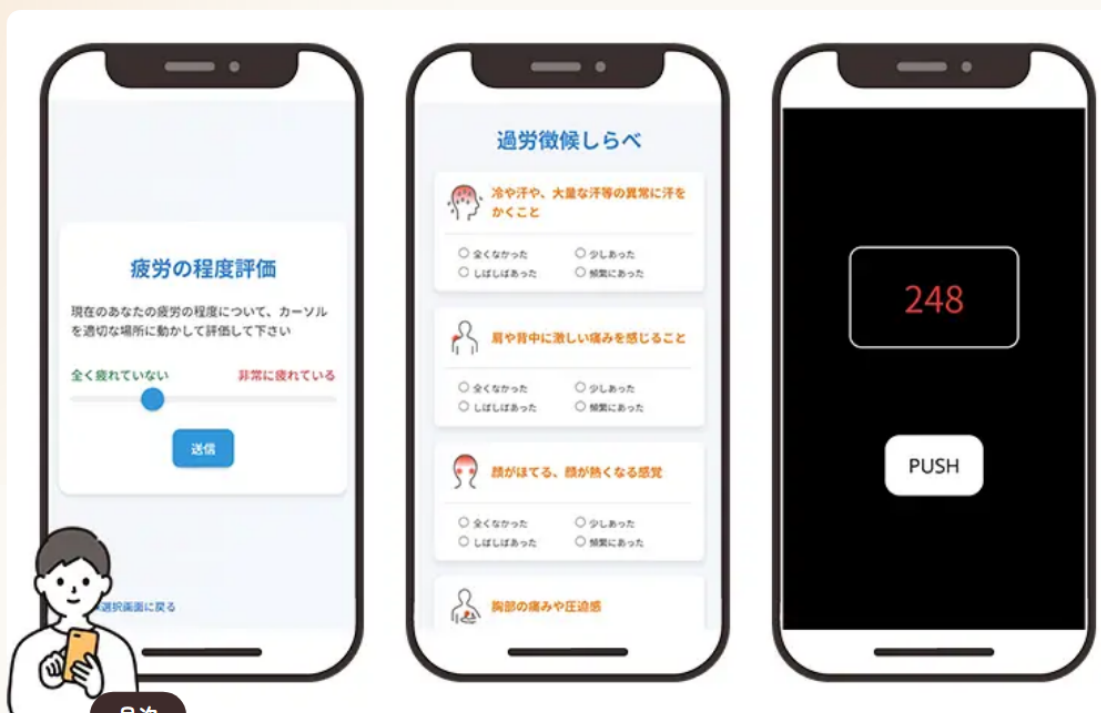 疲労の程度評価
現在のあなたの疲労の程度について、カーソル
を適切な場所に動かして評価して下さい
全く疲れていない
非常に疲れている
送信
選択画面に戻る
過労徴候しらべ
冷や汗や、大量な汗等の異常に汗を
かくこと
全くなかった
少しあった
しばしばあった
頻繁にあった
肩や背中に激しい痛みを感じること
全くなかった
少しあった
しばしばあった
頻繁にあった
顔がほてる、顔が熱くなる感覚
全くなかった
少しあった
しばしばあった
頻繁にあった
胸部の痛みや圧迫感
248
PUSH